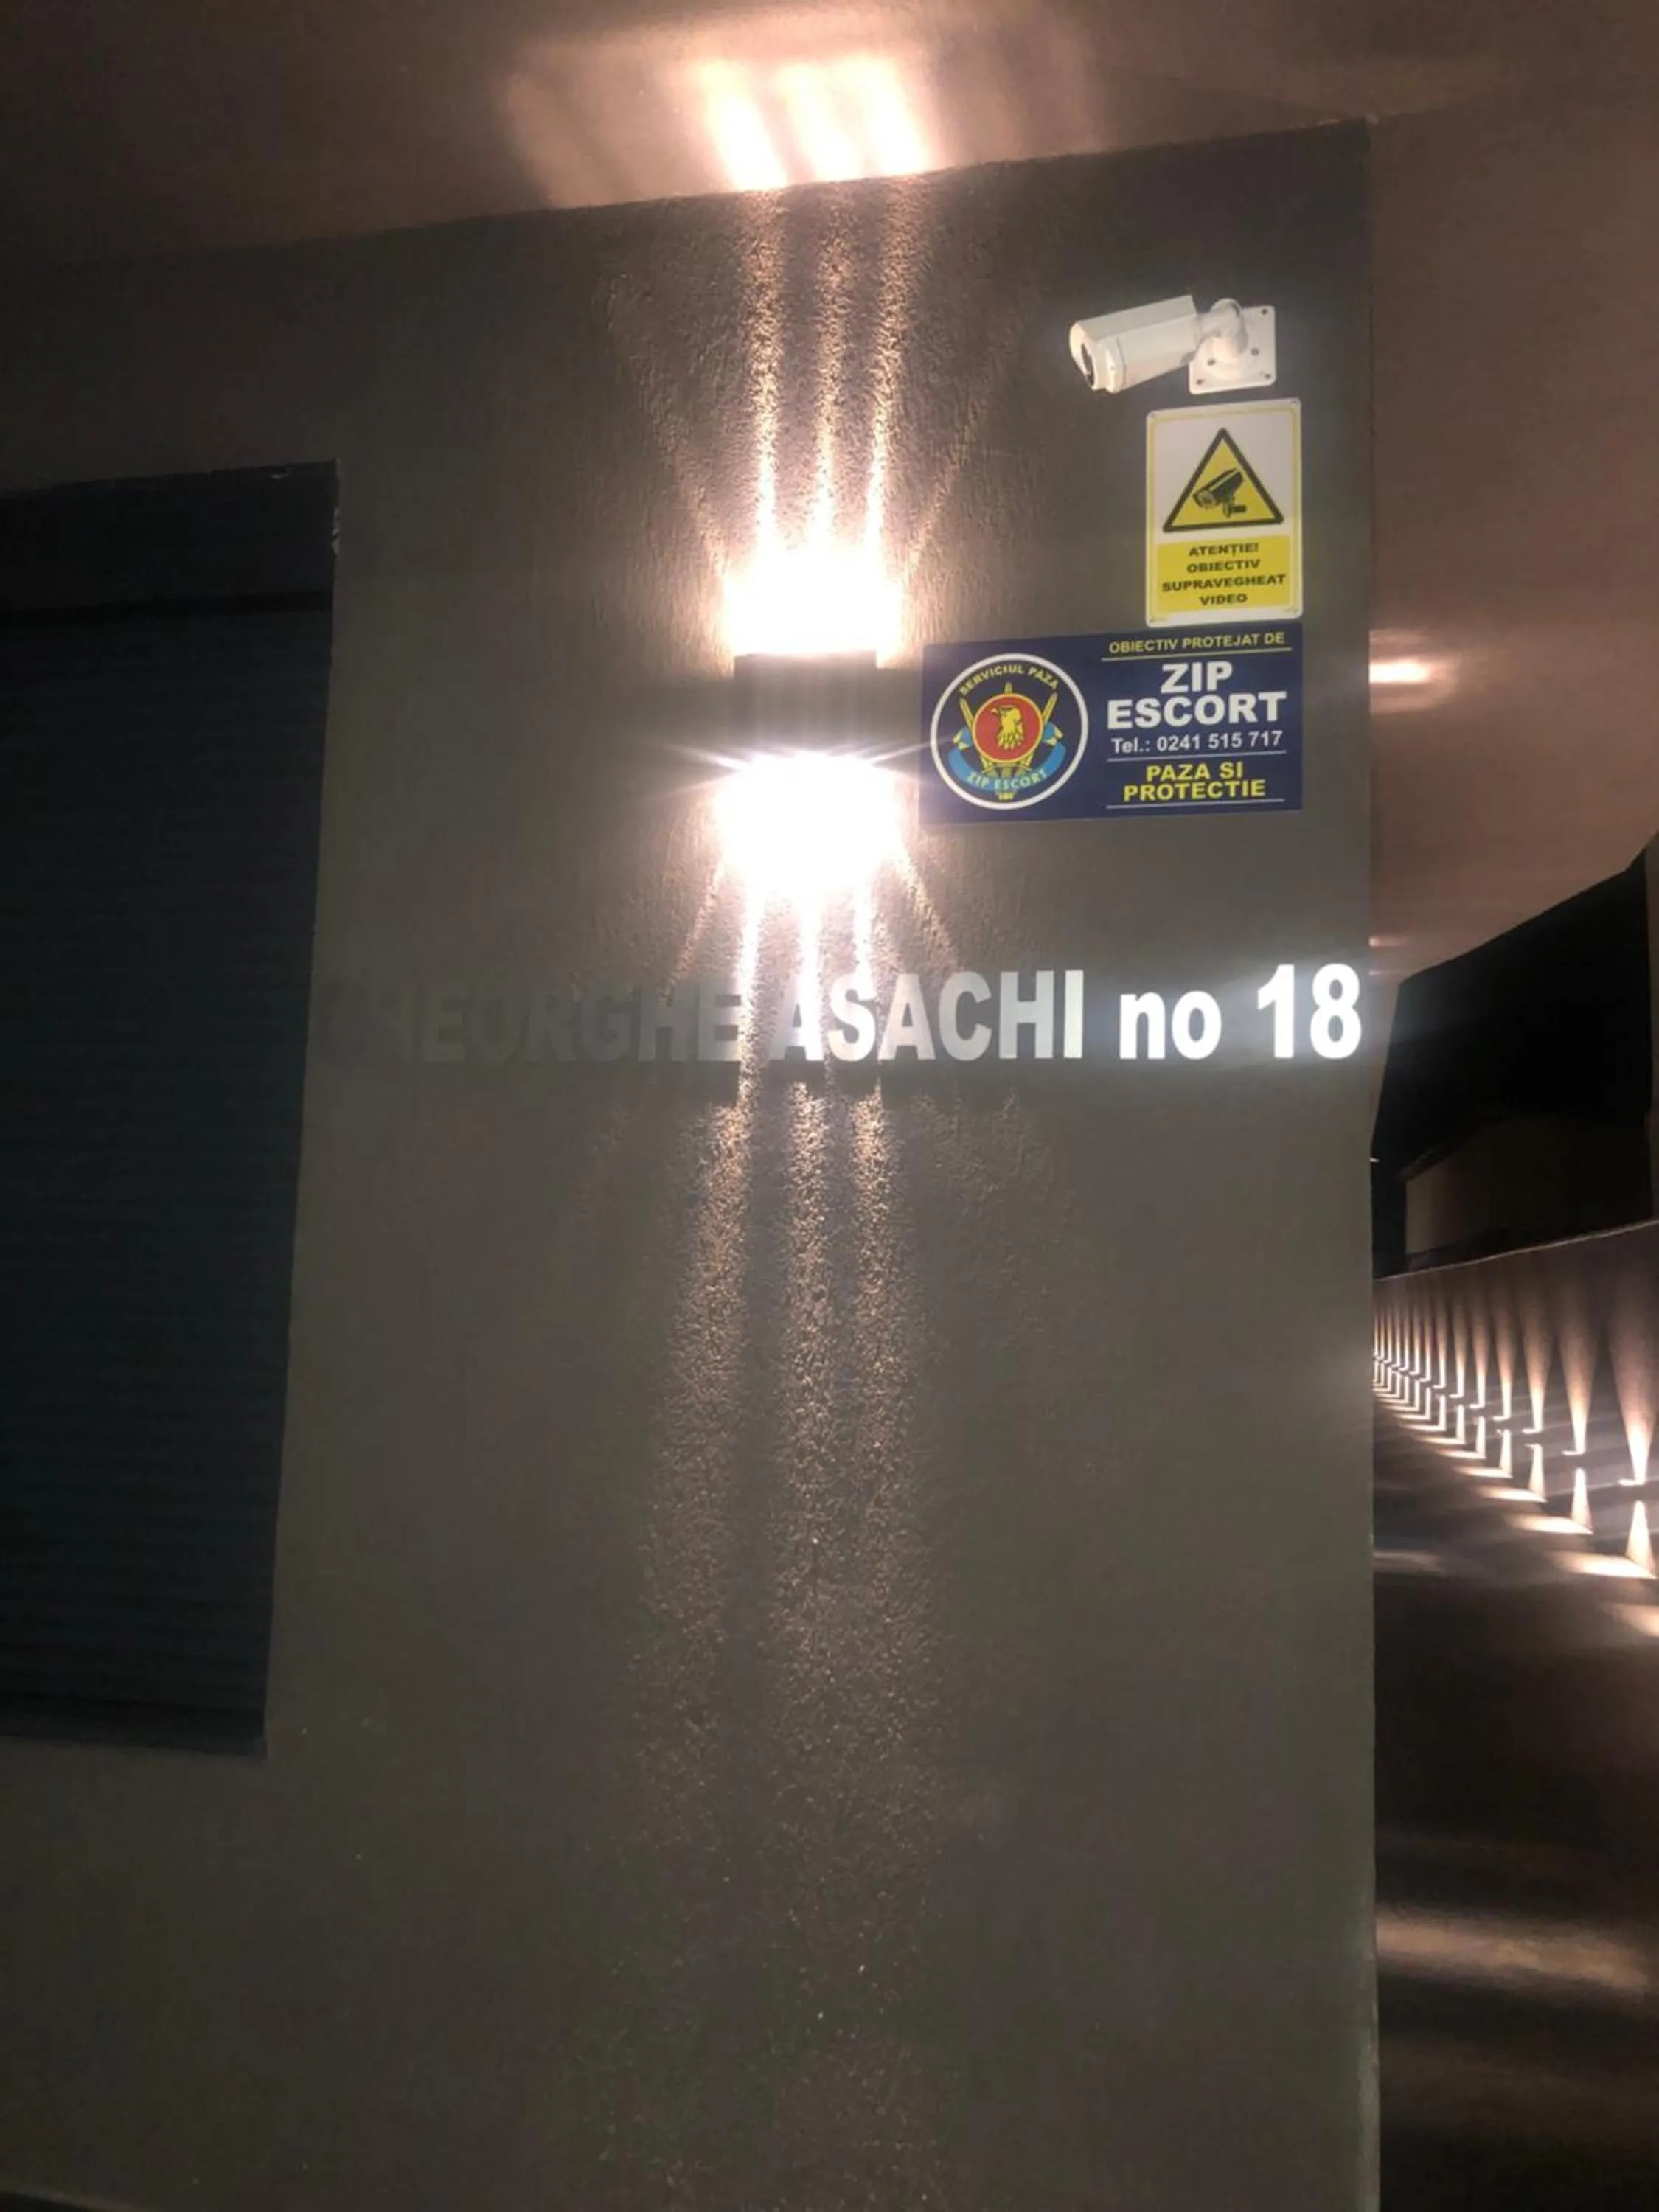 ATENȚIE!
OBIECTIV
SUPRAVEGHEAT
VIDEO
OBIECTIV PROTEJAT DE
SERVICIUL PAZA
ZIP ESCORT
ZIP
ESCORT
Tel.: 0241 515 717
PAZA SI
PROTECTIE
GHEORGHE ASACHI no 18